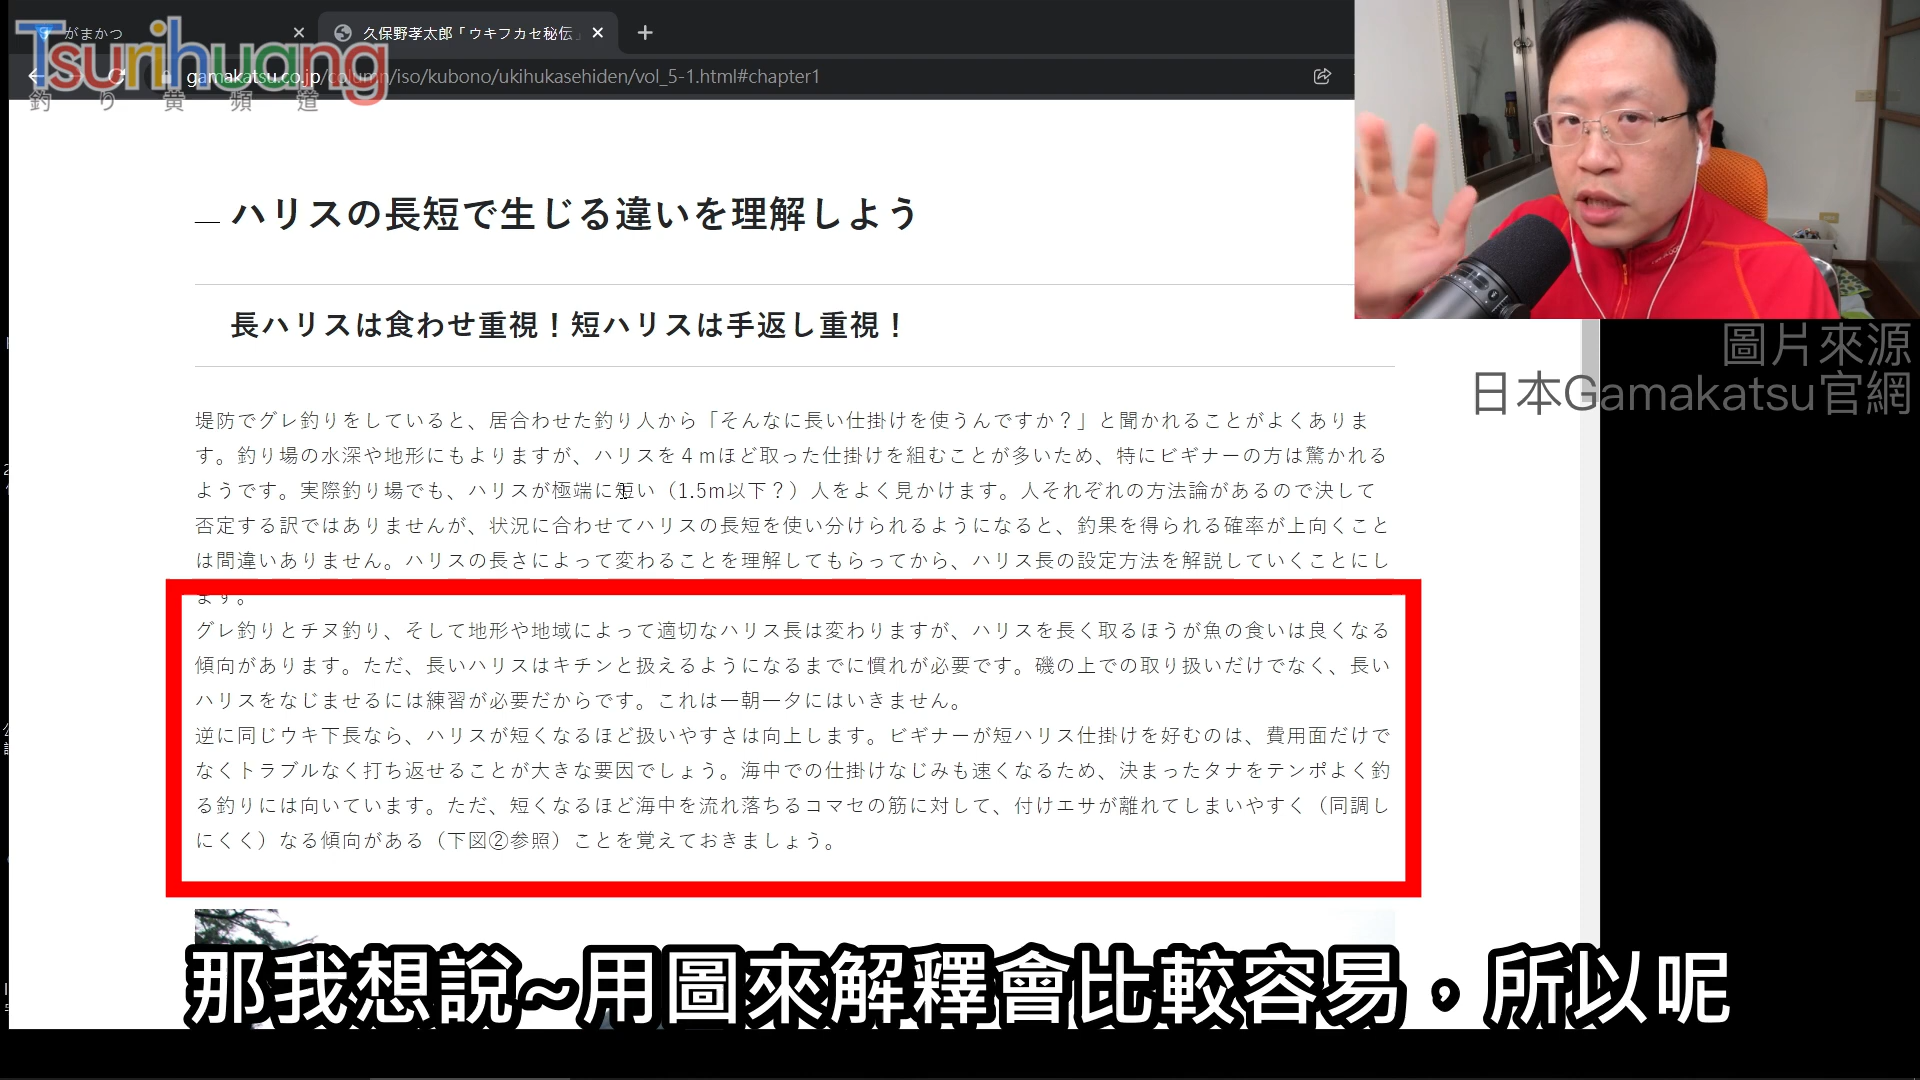 がまかつ
久保野孝太郎「ウキフカセ秘伝」
Tsurihuang
釣り黄頻道
gamakatsu.co.jp/column/iso/kubono/ukihukasehiden/vol_5-1.html#chapter1
ハリスの長短で生じる違いを理解しよう
長ハリスは食わせ重視！短ハリスは手返し重視！
圖片來源
日本Gamakatsu官網
堤防でグレ釣りをしていると、居合わせた釣り人から「そんなに長い仕掛けを使うんですか？」と聞かれることがよくありま
す。釣り場の水深や地形にもよりますが、ハリスを４ｍほど取った仕掛けを組むことが多いため、特にビギナーの方は驚かれる
ようです。実際釣り場でも、ハリスが極端に短い（1.5m以下？）人をよく見かけます。人それぞれの方法論があるので決して
否定する訳ではありませんが、状況に合わせてハリスの長短を使い分けられるようになると、釣果を得られる確率が上向くこと
は間違いありません。ハリスの長さによって変わることを理解してもらってから、ハリス長の設定方法を解説していくことにし
ます。
グレ釣りとチヌ釣り、そして地形や地域によって適切なハリス長は変わりますが、ハリスを長く取るほうが魚の食いは良くなる
傾向があります。ただ、長いハリスはキチンと扱えるようになるまでに慣れが必要です。磯の上での取り扱いだけでなく、長い
ハリスをなじませるには練習が必要だからです。これは一朝一夕にはいきません。
逆に同じウキ下長なら、ハリスが短くなるほど扱いやすさは向上します。ビギナーが短ハリス仕掛けを好むのは、費用面だけで
なくトラブルなく打ち返せることが大きな要因でしょう。海中での仕掛けなじみも速くなるため、決まったタナをテンポよく釣
る釣りには向いています。ただ、短くなるほど海中を流れ落ちるコマセの筋に対して、付けエサが離れてしまいやすく（同調し
にくく）なる傾向がある（下図②参照）ことを覚えておきましょう。
那我想說~用圖來解釋會比較容易。所以呢